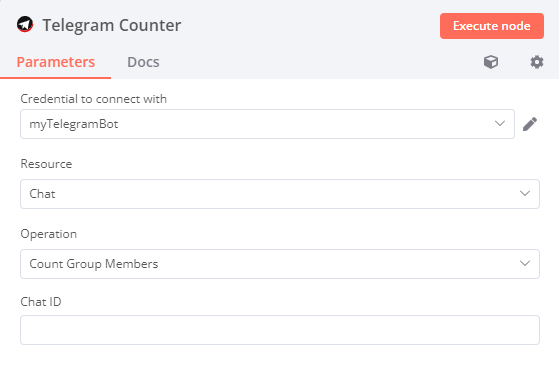 Telegram Counter
Execute node
Parameters
Docs
Credential to connect with
myTelegramBot
Resource
Chat
Operation
Count Group Members
Chat ID